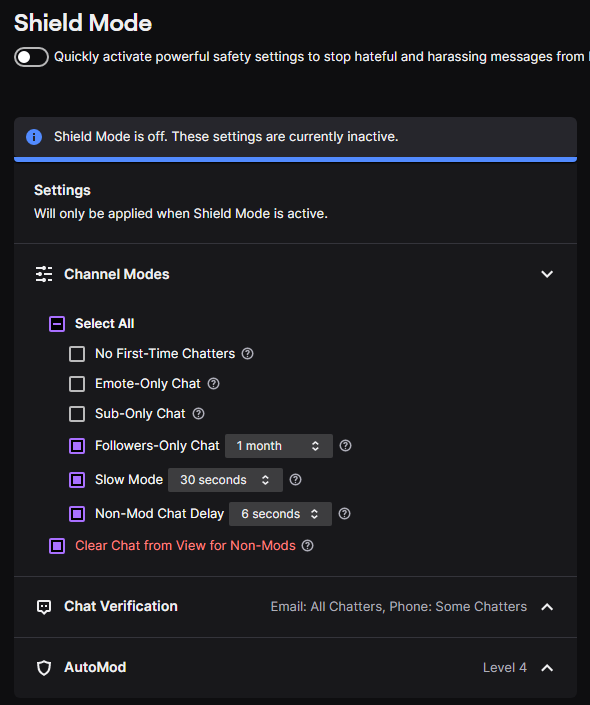 Shield Mode
Quickly activate powerful safety settings to stop hateful and harassing messages from
Shield Mode is off. These settings are currently inactive.
Settings
Will only be applied when Shield Mode is active.
Channel Modes
Select All
No First-Time Chatters
Emote-Only Chat
Sub-Only Chat
Followers-Only Chat 1 month
Slow Mode 30 seconds
Non-Mod Chat Delay 6 seconds
Clear Chat from View for Non-Mods
Chat Verification Email: All Chatters, Phone: Some Chatters
AutoMod Level 4